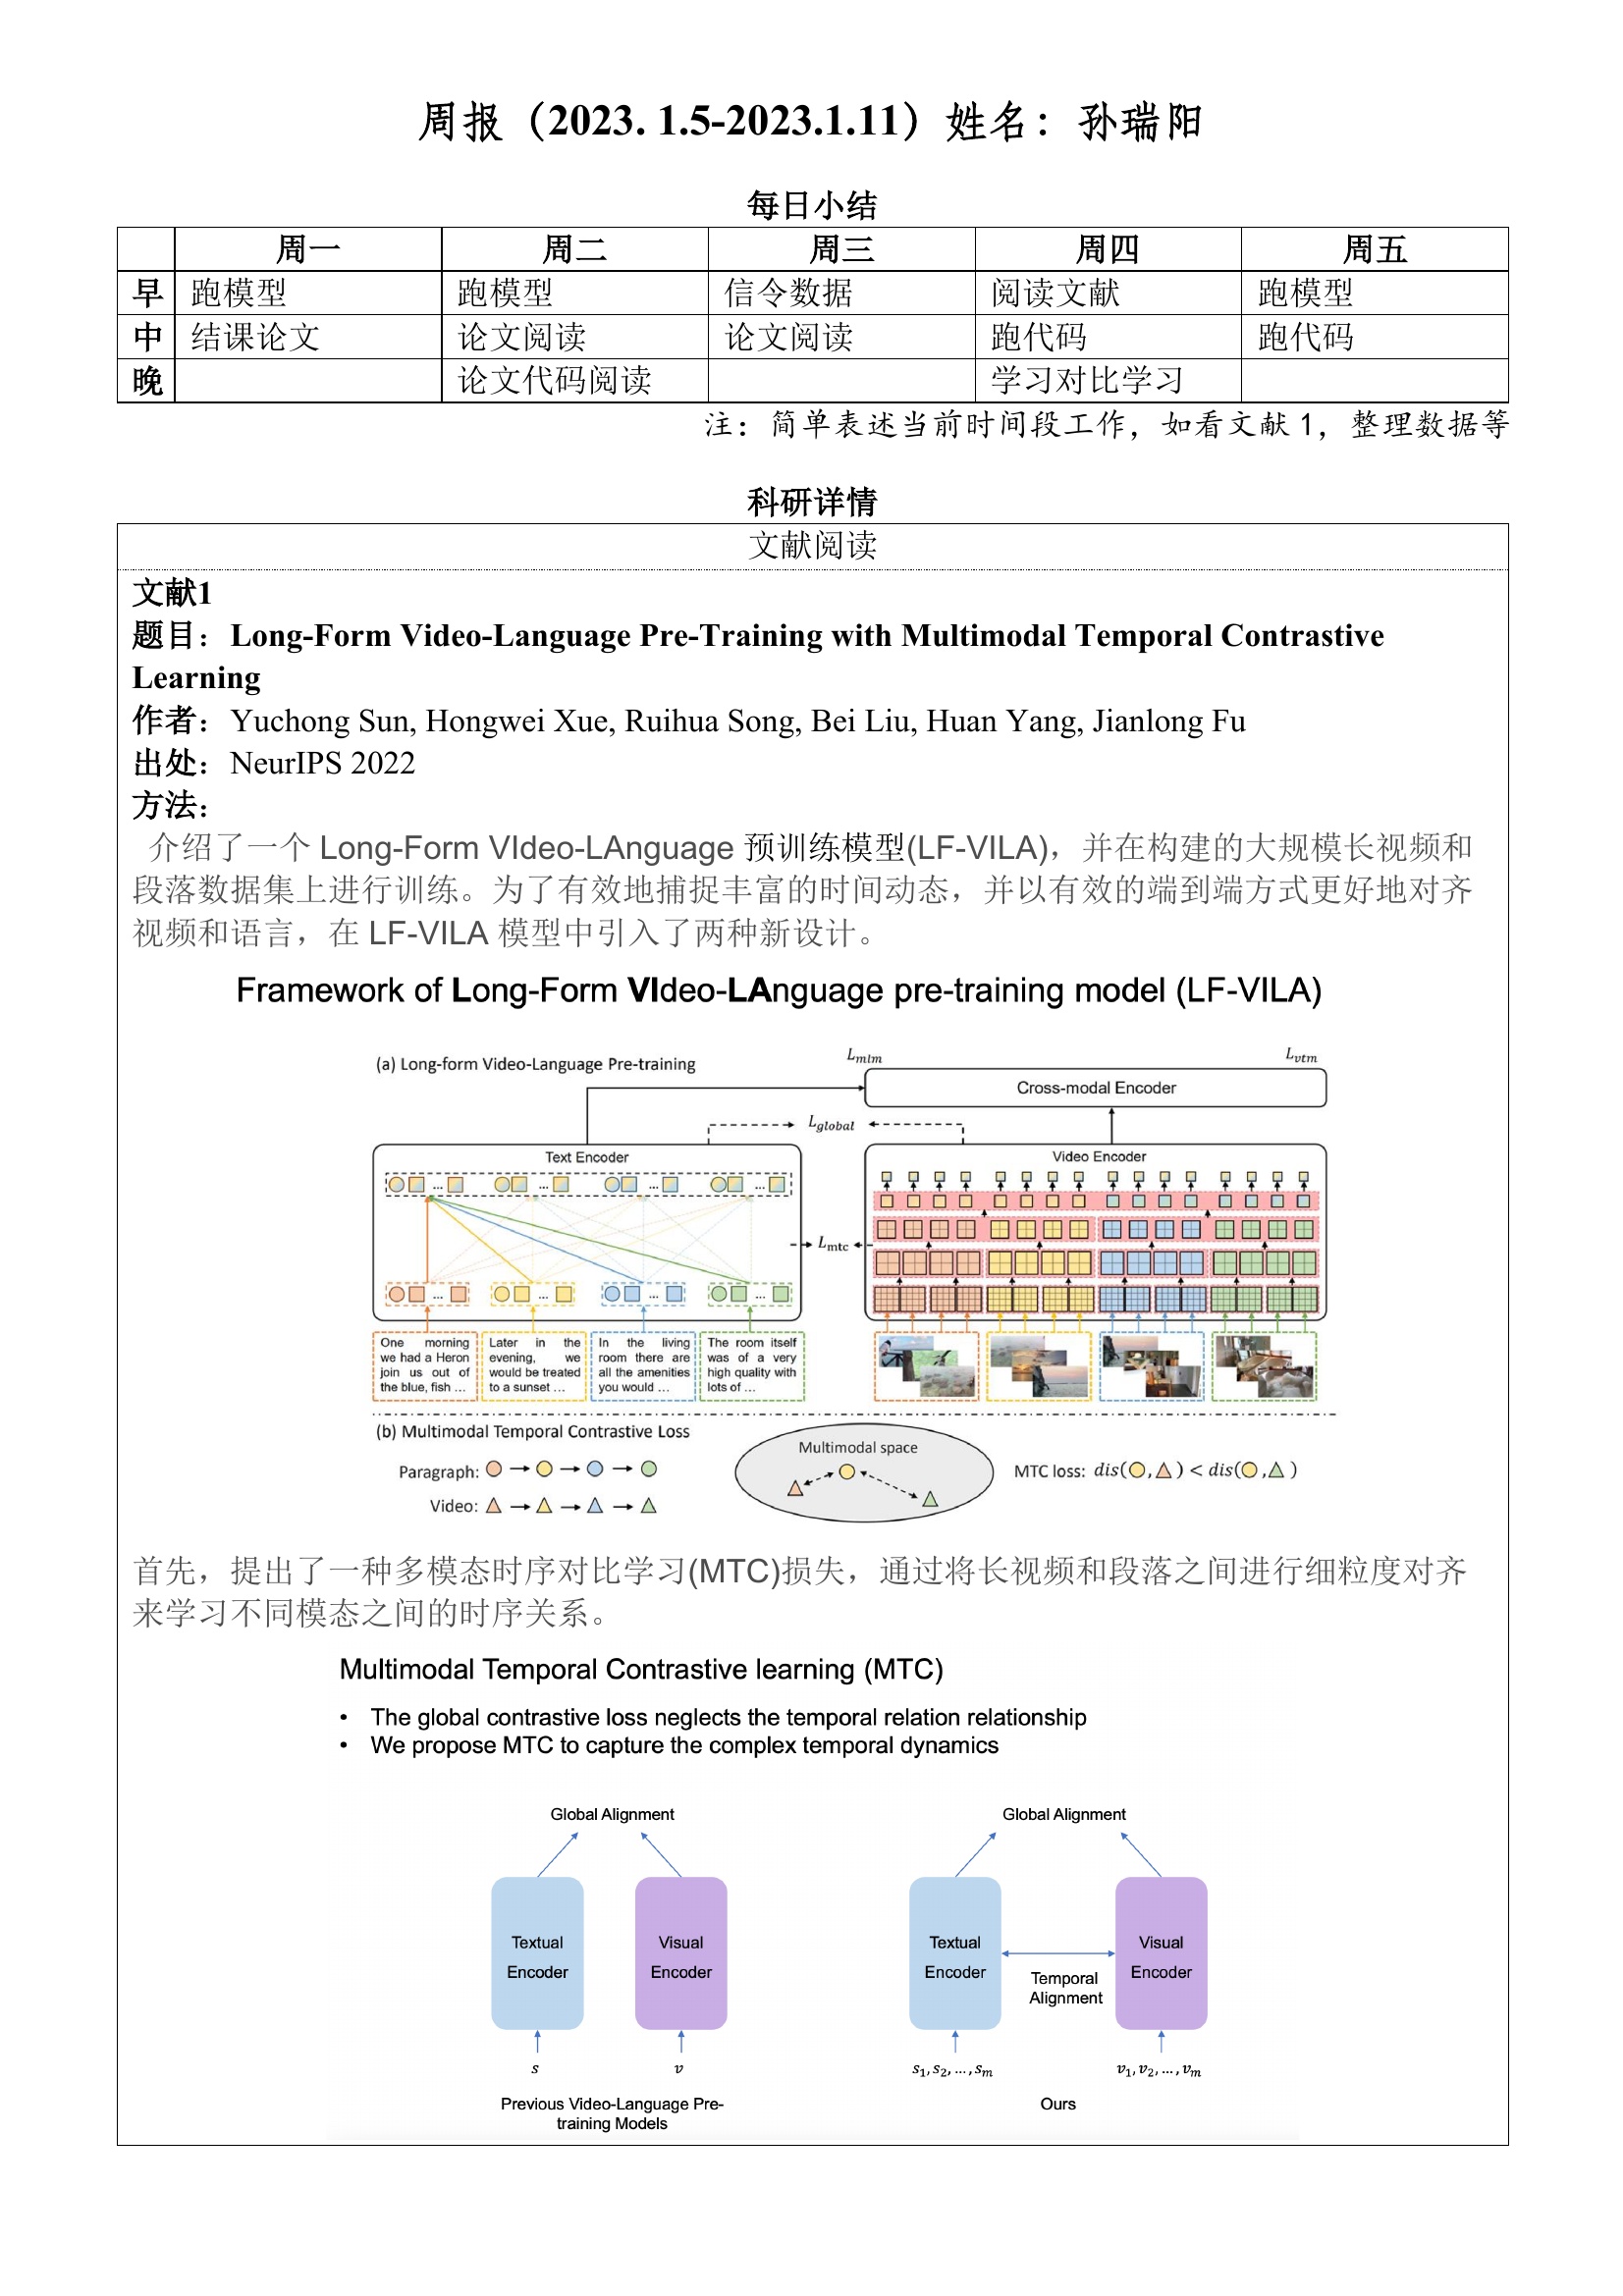 周报（2023. 1.5-2023.1.11）姓名：孙瑞阳
每日小结
周一 周二 周三 周四 周五
早 跑模型 跑模型 信令数据 阅读文献 跑模型
中 结课论文 论文阅读 论文阅读 跑代码 跑代码
晚 论文代码阅读 学习对比学习
注：简单表述当前时间段工作，如看文献 1，整理数据等
科研详情
文献阅读
文献1
题目：Long-Form Video-Language Pre-Training with Multimodal Temporal Contrastive
Learning
作者：Yuchong Sun, Hongwei Xue, Ruihua Song, Bei Liu, Huan Yang, Jianlong Fu
出处：NeurIPS 2022
方法：
介绍了一个 Long-Form VIdeo-LAnguage 预训练模型(LF-VILA)，并在构建的大规模长视频和
段落数据集上进行训练。为了有效地捕捉丰富的时间动态，并以有效的端到端方式更好地对齐
视频和语言，在 LF-VILA 模型中引入了两种新设计。
Framework of Long-Form VIdeo-LAnguage pre-training model (LF-VILA)
(a) Long-form Video-Language Pre-training
L_mlm
L_vtm
Cross-modal Encoder
L_global
Text Encoder
Video Encoder
... ... ... ...
L_mtc
... ... ... ...
One morning
we had a Heron
join us out of
the blue, fish ...
Later in the
evening, we
would be treated
to a sunset ...
In the living
room there are
all the amenities
you would ...
The room itself
was of a very
high quality with
lots of ...
(b) Multimodal Temporal Contrastive Loss
Paragraph:
Video:
Multimodal space
MTC loss: dis( , ) < dis( , )
首先，提出了一种多模态时序对比学习(MTC)损失，通过将长视频和段落之间进行细粒度对齐
来学习不同模态之间的时序关系。
Multimodal Temporal Contrastive learning (MTC)
• The global contrastive loss neglects the temporal relation relationship
• We propose MTC to capture the complex temporal dynamics
Global Alignment
Textual
Encoder
Visual
Encoder
s
v
Previous Video-Language Pre-
training Models
Global Alignment
Textual
Encoder
Temporal
Alignment
Visual
Encoder
s₁, s₂, ..., sₘ
v₁, v₂, ..., vₘ
Ours